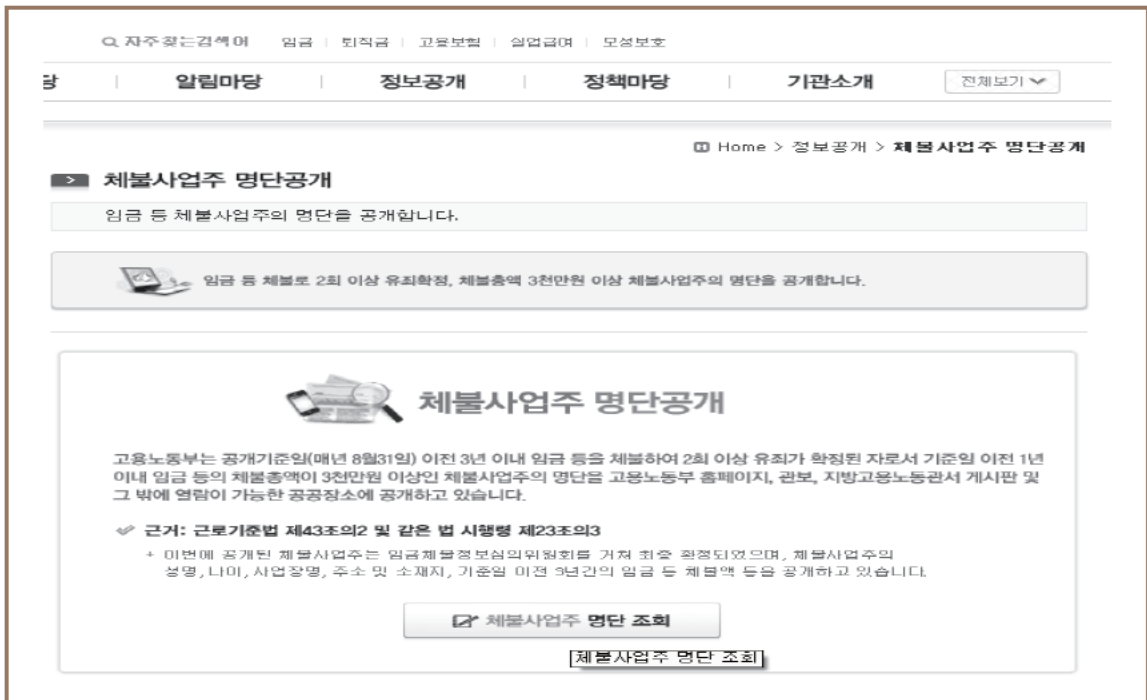 자주찾는검색어 임금 퇴직금 고용보험 실업급여 모성보호
당 알림마당 정보공개 정책마당 기관소개 전체보기
Home > 정보공개 > 체불사업주 명단공개
체불사업주 명단공개
임금 등 체불사업주의 명단을 공개합니다.
임금 등 체불로 2회 이상 유죄확정, 체불총액 3천만원 이상 체불사업주의 명단을 공개합니다.
체불사업주 명단공개
고용노동부는 공개기준일(매년 8월31일) 이전 3년 이내 임금 등을 체불하여 2회 이상 유죄가 확정된 자로서 기준일 이전 1년
이내 임금 등의 체불총액이 3천만원 이상인 체불사업주의 명단을 고용노동부 홈페이지, 관보, 지방고용노동관서 게시판 및
그 밖에 열람이 가능한 공공장소에 공개하고 있습니다.
근거: 근로기준법 제43조의2 및 같은 법 시행령 제23조의3
+ 이번에 공개된 체불사업주는 임금체불정보심의위원회를 거쳐 최종 확정되었으며, 체불사업주의
성명, 나이, 사업장명, 주소 및 소재지, 기준일 이전 3년간의 임금 등 체불액 등을 공개하고 있습니다.
체불사업주 명단 조회
체불사업주 명단 조회